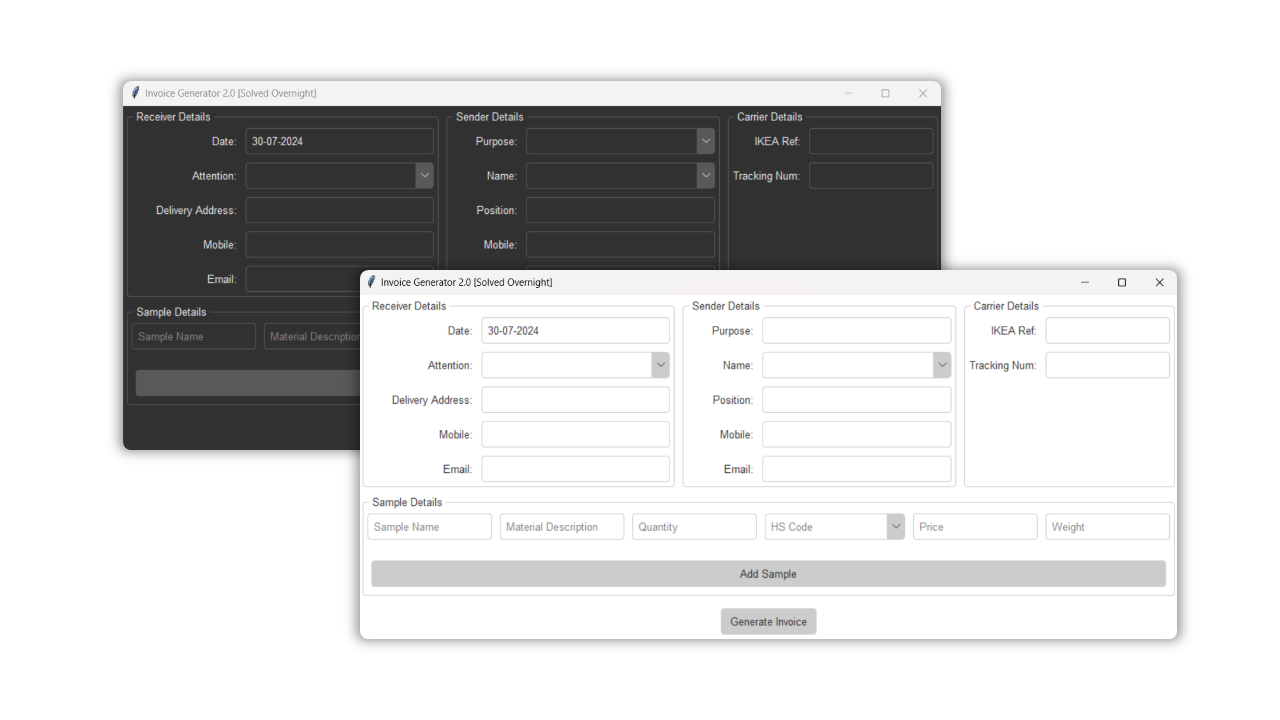 Invoice Generator 2.0 [Solved Overnight]
Receiver Details
Date: 30-07-2024
Attention:
Delivery Address:
Mobile:
Email:
Sender Details
Purpose:
Name:
Position:
Mobile:
Carrier Details
IKEA Ref:
Tracking Num:
Sample Details
Sample Name
Material Description
Invoice Generator 2.0 [Solved Overnight]
Receiver Details
Date: 30-07-2024
Attention:
Delivery Address:
Mobile:
Email:
Sender Details
Purpose:
Name:
Position:
Mobile:
Email:
Carrier Details
IKEA Ref:
Tracking Num:
Sample Details
Sample Name Material Description Quantity HS Code Price Weight
Add Sample
Generate Invoice